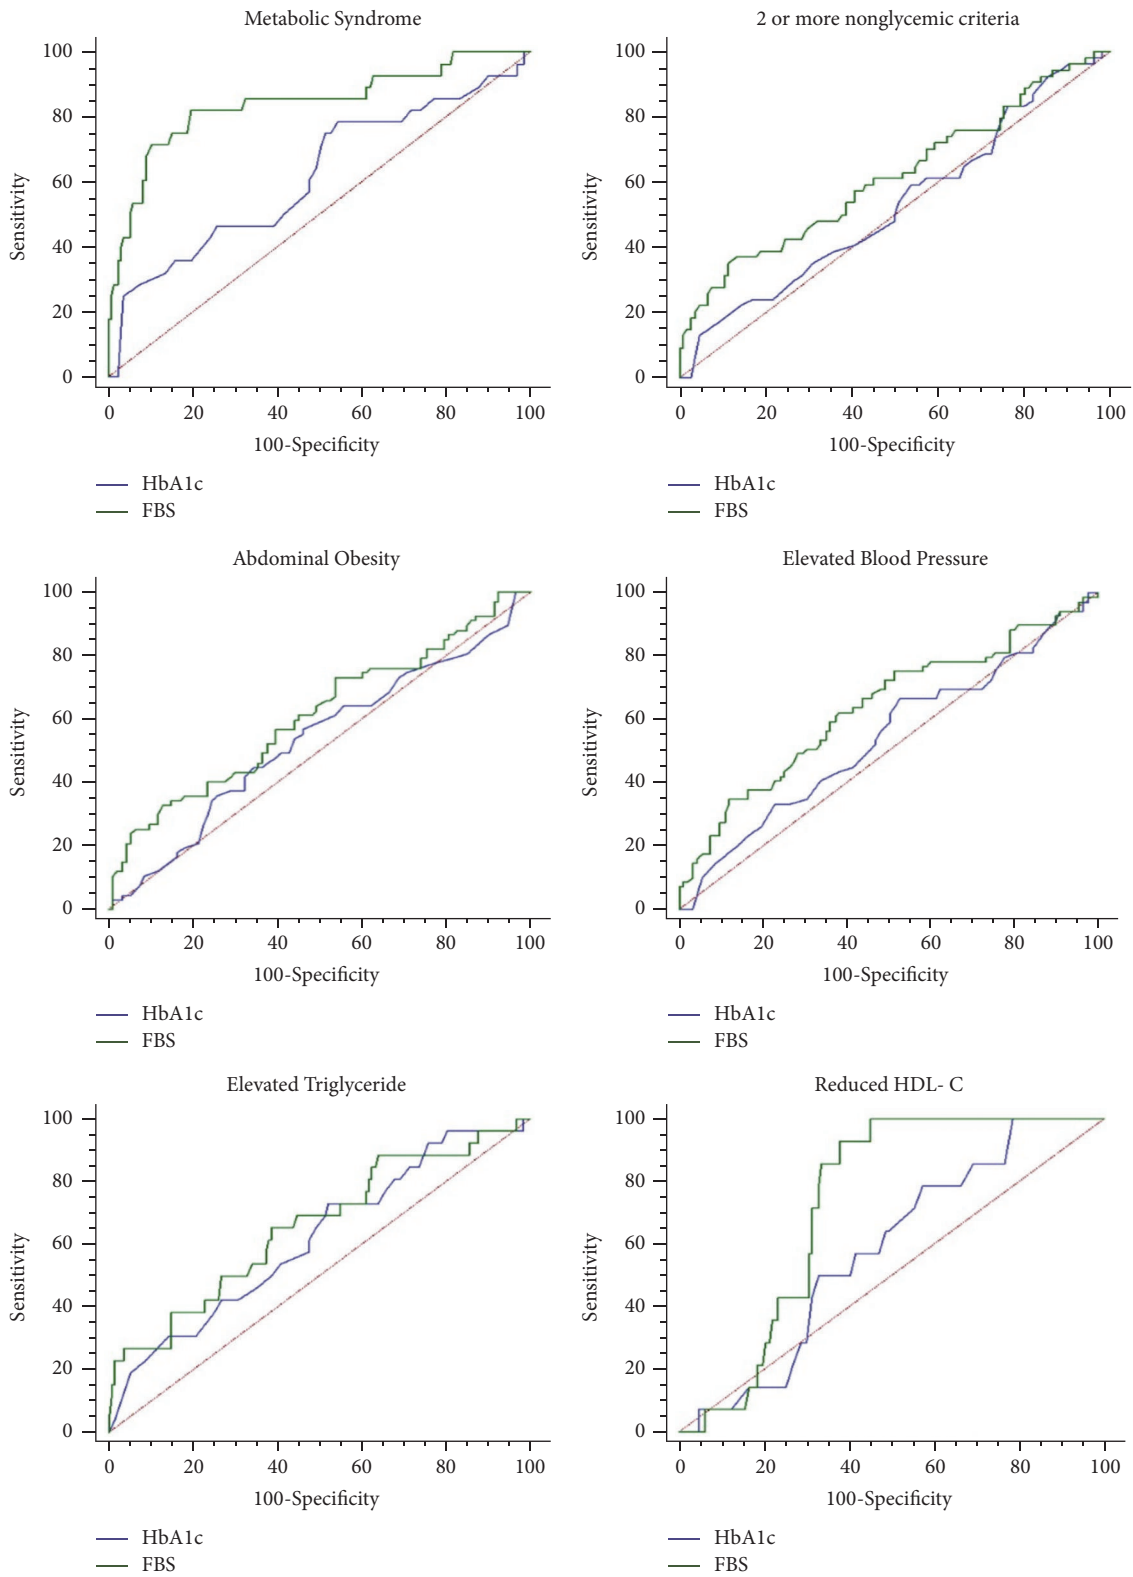 Metabolic Syndrome
100
80
60
40
20
0
Sensitivity
0 20 40 60 80 100
100-Specificity
HbA1c
FBS
2 or more nonglycemic criteria
100
80
60
40
20
0
Sensitivity
0 20 40 60 80 100
100-Specificity
HbA1c
FBS
Abdominal Obesity
100
80
60
40
20
0
Sensitivity
0 20 40 60 80 100
100-Specificity
HbA1c
FBS
Elevated Blood Pressure
100
80
60
40
20
0
Sensitivity
0 20 40 60 80 100
100-Specificity
HbA1c
FBS
Elevated Triglyceride
100
80
60
40
20
0
Sensitivity
0 20 40 60 80 100
100-Specificity
HbA1c
FBS
Reduced HDL- C
100
80
60
40
20
0
Sensitivity
0 20 40 60 80 100
100-Specificity
HbA1c
FBS